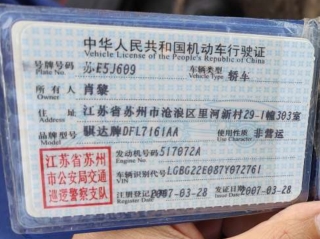 中华人民共和国机动车行驶证
Vehicle License of the People's Republic of China
号牌号码 苏E5J609 车辆类型 轿车
Plate No. Vehicle Type
所有人 肖黎
Owner
住址 江苏省苏州市沧浪区里河新村29-1幢303室
Address
品牌型号 骐达牌DFL7161AA 使用性质 非营运
Model Use Character
江苏省苏州
市公安局交通
巡逻警察支队
发动机号码 517072A
Engine No.
车辆识别代号 LGBG22E087Y072761
VIN
注册登记日期 2007-03-28 发证日期 2007-03-28